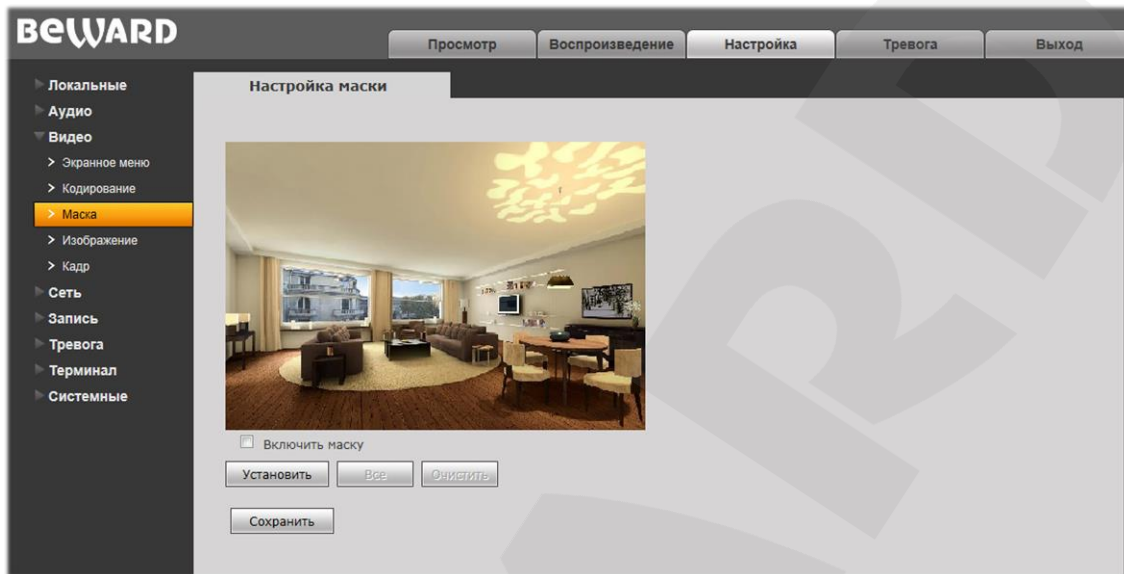 BEWARD
Просмотр
Воспроизведение
Настройка
Тревога
Выход
Локальные
Аудио
Видео
Экранное меню
Кодирование
Маска
Изображение
Кадр
Сеть
Запись
Тревога
Терминал
Системные
Настройка маски
Включить маску
Установить
Все
Очистить
Сохранить